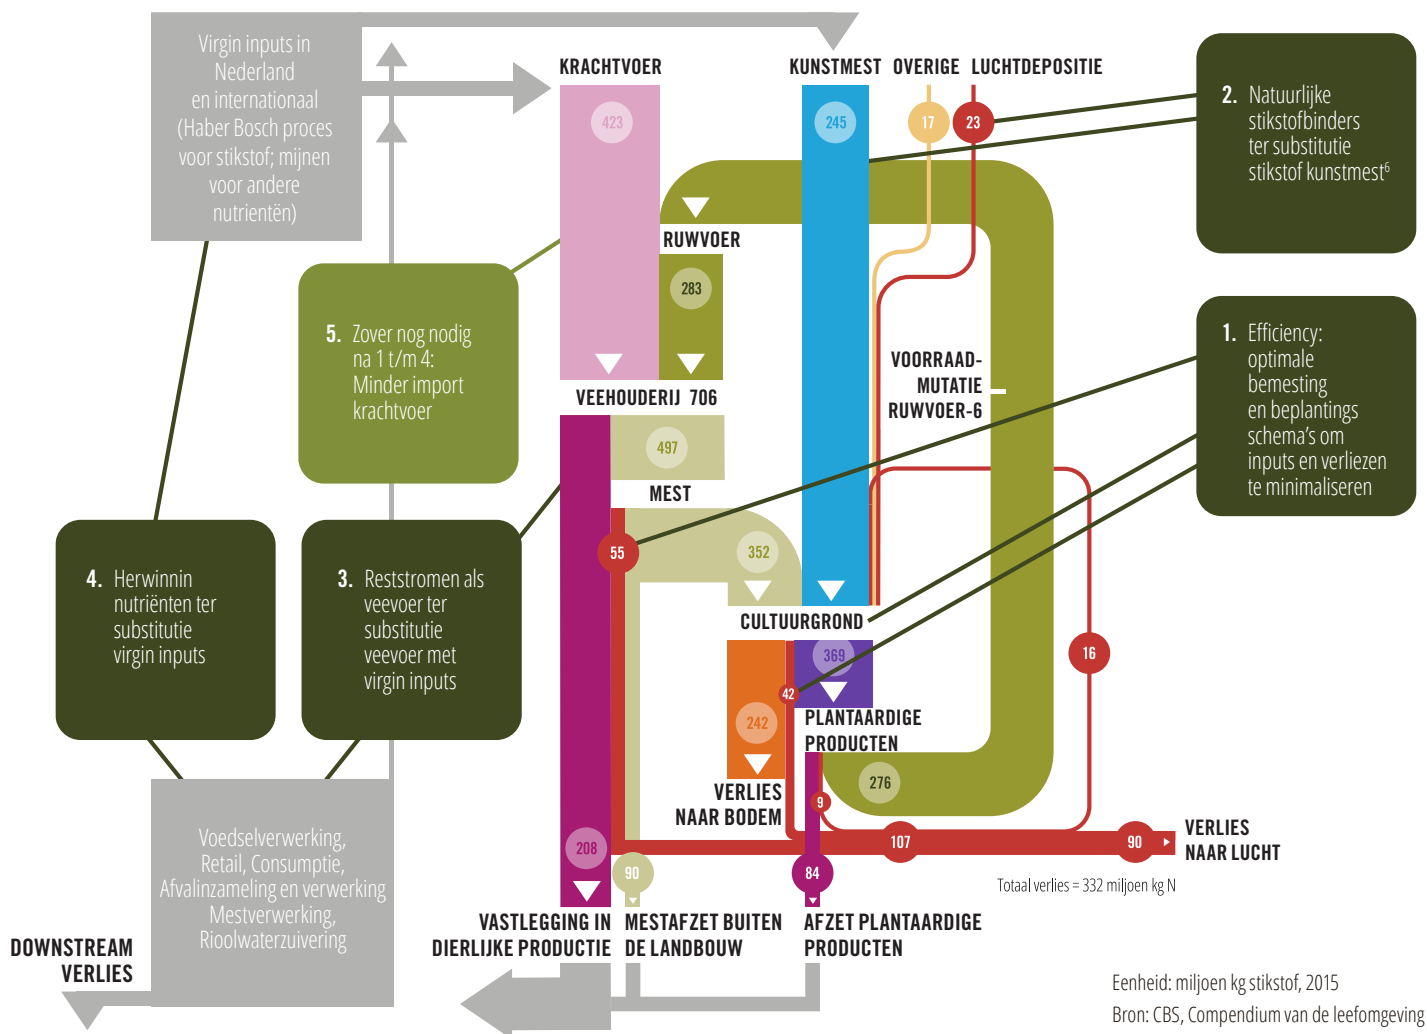 Virgin inputs in
Nederland
en internationaal
(Haber Bosch proces
voor stikstof; mijnen
voor andere
nutrientën)
KRACHTVOER
KUNSTMEST
OVERIGE
LUCHTDEPOSITIE
423
245
17
23
2. Natuurlijke
stikstofbinders
ter substitutie
stikstof kunstmest6
RUWVOER
283
5. Zover nog nodig
na 1 t/m 4:
Minder import
krachtvoer
VOORRAAD-
MUTATIE
RUWVOER-6
1. Efficiency:
optimale
bemesting
en beplantings
schema's om
inputs en verliezen
te minimaliseren
VEEHOUDERIJ 706
497
MEST
55
352
4. Herwinnin
nutriënten ter
substitutie
virgin inputs
3. Reststromen als
veevoer ter
substitutie
veevoer met
virgin inputs
CULTUURGROND
369
16
42
242
PLANTAARDIGE
PRODUCTEN
276
9
VERLIES
NAAR BODEM
107
90
VERLIES
NAAR LUCHT
Voedselverwerking,
Retail, Consumptie,
Afvalinzameling en verwerking
Mestverwerking,
Rioolwaterzuivering
208
90
84
Totaal verlies = 332 miljoen kg N
VASTLEGGING IN
DIERLIJKE PRODUCTIE
MESTAFZET BUITEN
DE LANDBOUW
AFZET PLANTAARDIGE
PRODUCTEN
DOWNSTREAM
VERLIES
Eenheid: miljoen kg stikstof, 2015
Bron: CBS, Compendium van de leefomgeving